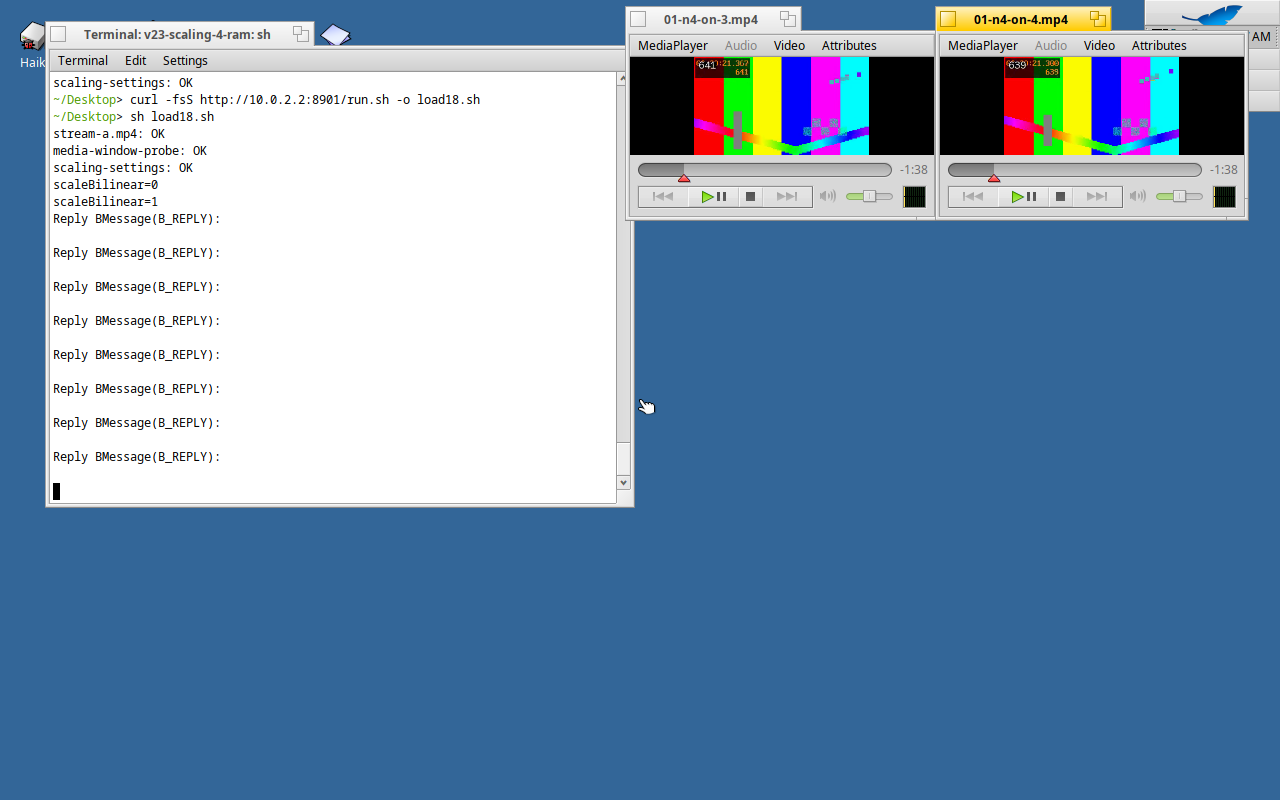 Haik
Terminal: v23-scaling-4-ram: sh
Terminal Edit Settings
scaling-settings: OK
~/Desktop> curl -fsS http://10.0.2.2:8901/run.sh -o load18.sh
~/Desktop> sh load18.sh
stream-a.mp4: OK
media-window-probe: OK
scaling-settings: OK
scaleBilinear=0
scaleBilinear=1
Reply BMessage(B_REPLY):
Reply BMessage(B_REPLY):
Reply BMessage(B_REPLY):
Reply BMessage(B_REPLY):
Reply BMessage(B_REPLY):
Reply BMessage(B_REPLY):
Reply BMessage(B_REPLY):
Reply BMessage(B_REPLY):
01-n4-on-3.mp4
MediaPlayer Audio Video Attributes
641
641
-1:38
01-n4-on-4.mp4
MediaPlayer Audio Video Attributes
639
639
-1:38
AM